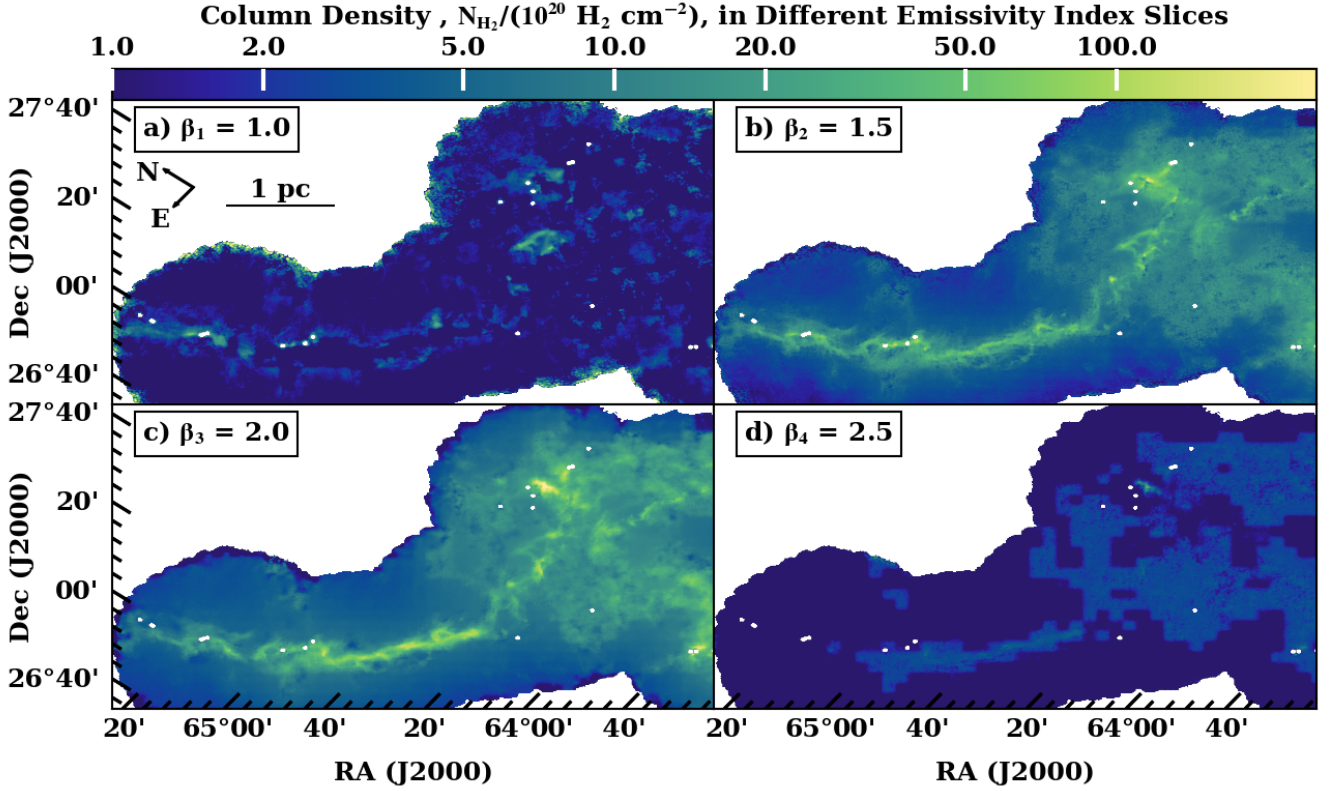 Column Density , N_H₂/(10²⁰ H₂ cm⁻²), in Different Emissivity Index Slices
1.0 2.0 5.0 10.0 20.0 50.0 100.0
27°40'
a) β₁ = 1.0
b) β₂ = 1.5
N
1 pc
20'
E
Dec (J2000)
00'
26°40'
27°40'
c) β₃ = 2.0
d) β₄ = 2.5
20'
Dec (J2000)
00'
26°40'
20' 65°00' 40' 20' 64°00' 40' 20' 65°00' 40' 20' 64°00' 40'
RA (J2000) RA (J2000)